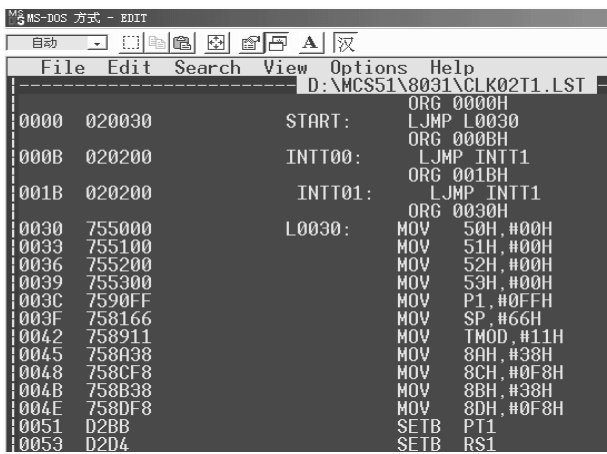 MS-DOS 方式 - EDIT
自动 A 汉
File Edit Search View Options Help
D:\MCS51\8031\CLK02T1.LST
ORG 0000H
0000 020030 START: LJMP L0030
ORG 000BH
000B 020200 INTT00: LJMP INTT1
ORG 001BH
001B 020200 INTT01: LJMP INTT1
ORG 0030H
0030 755000 L0030: MOV 50H,#00H
0033 755100 MOV 51H,#00H
0036 755200 MOV 52H,#00H
0039 755300 MOV 53H,#00H
003C 7590FF MOV P1,#0FFH
003F 758166 MOV SP,#66H
0042 758911 MOV TMOD,#11H
0045 758A38 MOV 8AH,#38H
0048 758CF8 MOV 8CH,#0F8H
004B 758B38 MOV 8BH,#38H
004E 758DF8 MOV 8DH,#0F8H
0051 D2BB SETB PT1
0053 D2D4 SETB RS1